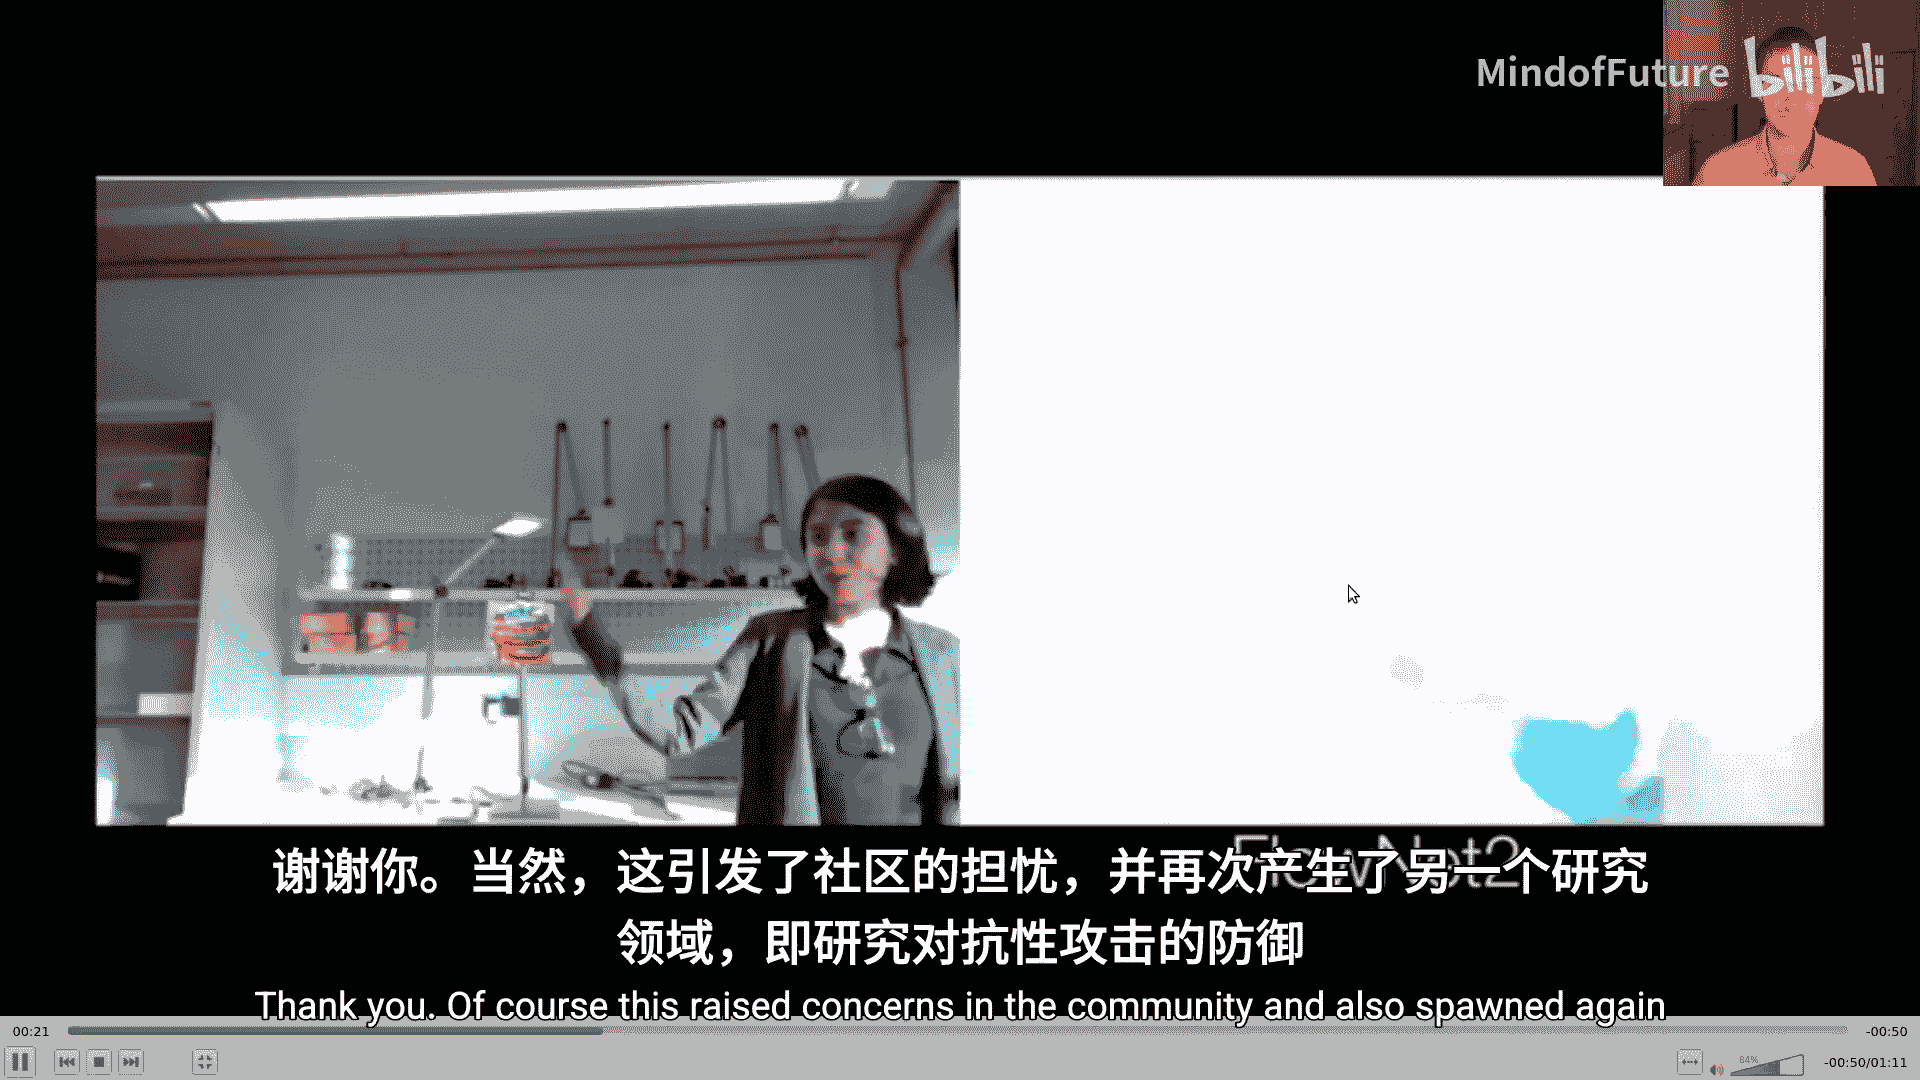 MindofFuture bilibili
FlowNet2
谢谢你。当然，这引发了社区的担忧，并再次产生了另一个研究
领域，即研究对抗性攻击的防御
Thank you. Of course this raised concerns in the community and also spawned again
00:21
-00:50
84%
-00:50/01:11